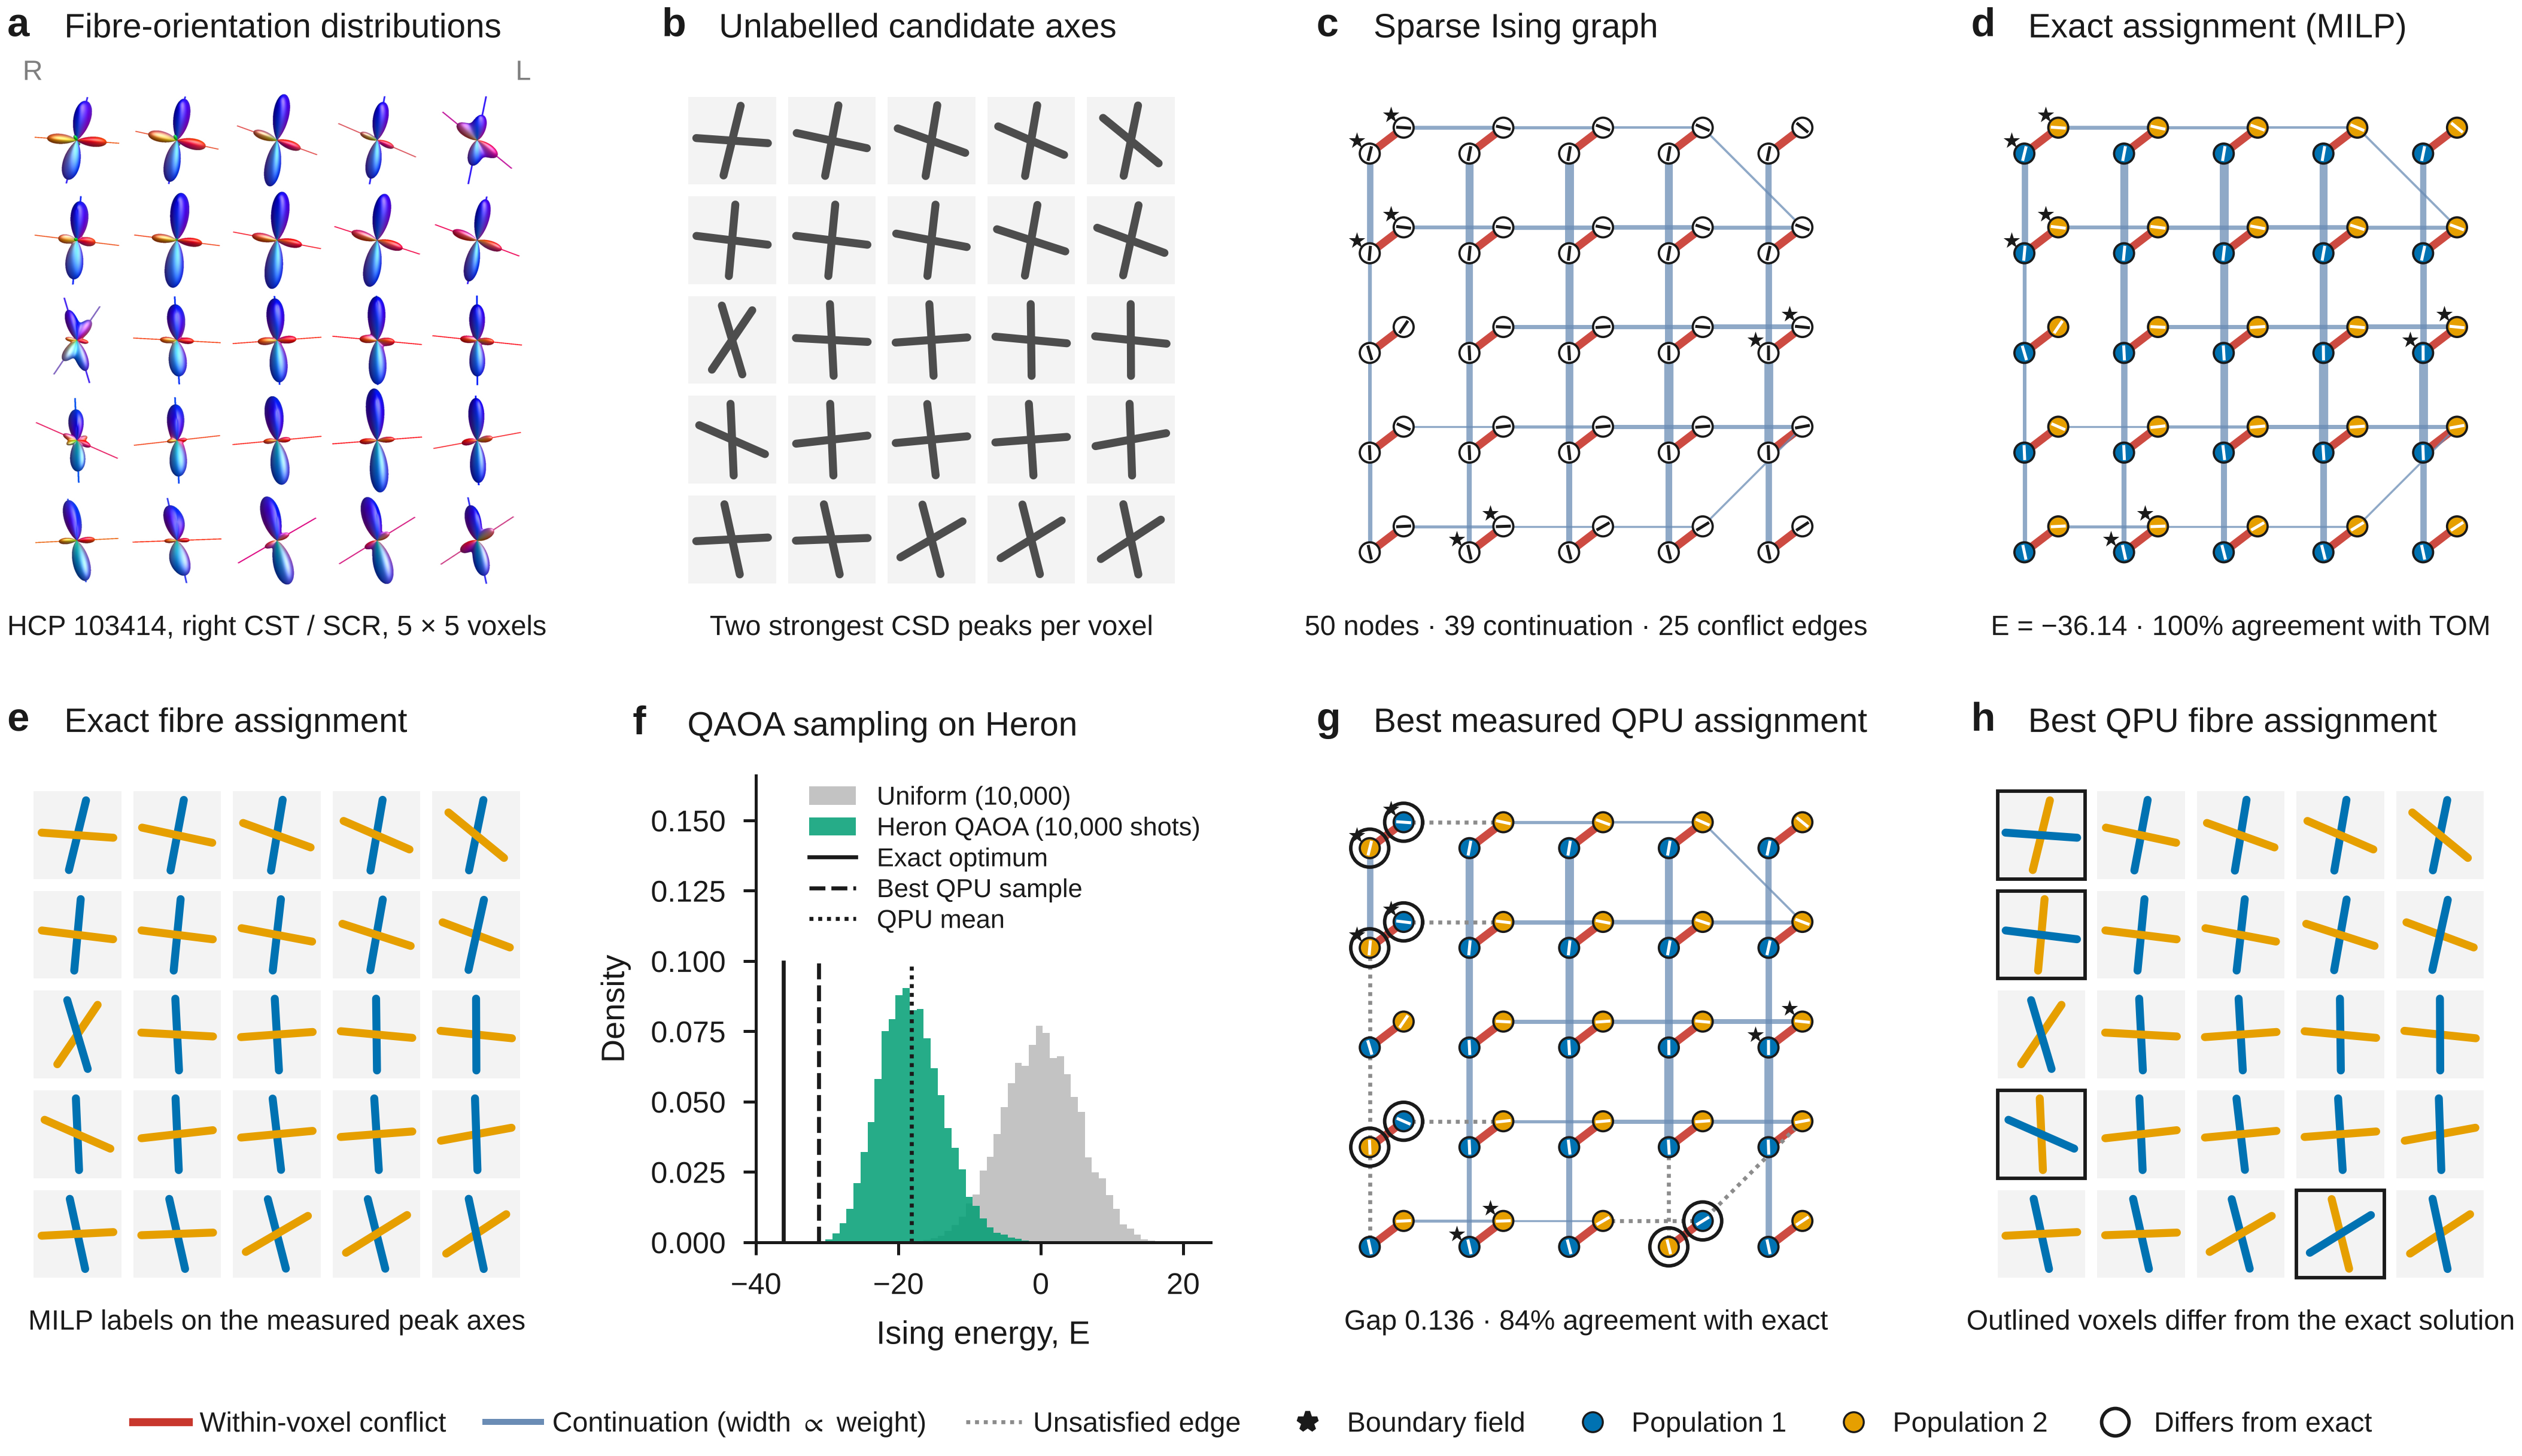 a Fibre-orientation distributions
R L
HCP 103414, right CST / SCR, 5 × 5 voxels
b Unlabelled candidate axes
Two strongest CSD peaks per voxel
c Sparse Ising graph
50 nodes · 39 continuation · 25 conflict edges
d Exact assignment (MILP)
E = −36.14 · 100% agreement with TOM
e Exact fibre assignment
MILP labels on the measured peak axes
f QAOA sampling on Heron
Uniform (10,000)
Heron QAOA (10,000 shots)
Exact optimum
Best QPU sample
QPU mean
Density
0.150
0.125
0.100
0.075
0.050
0.025
0.000
−40 −20 0 20
Ising energy, E
g Best measured QPU assignment
Gap 0.136 · 84% agreement with exact
h Best QPU fibre assignment
Outlined voxels differ from the exact solution
Within-voxel conflict Continuation (width ∝ weight) Unsatisfied edge Boundary field Population 1 Population 2 Differs from exact